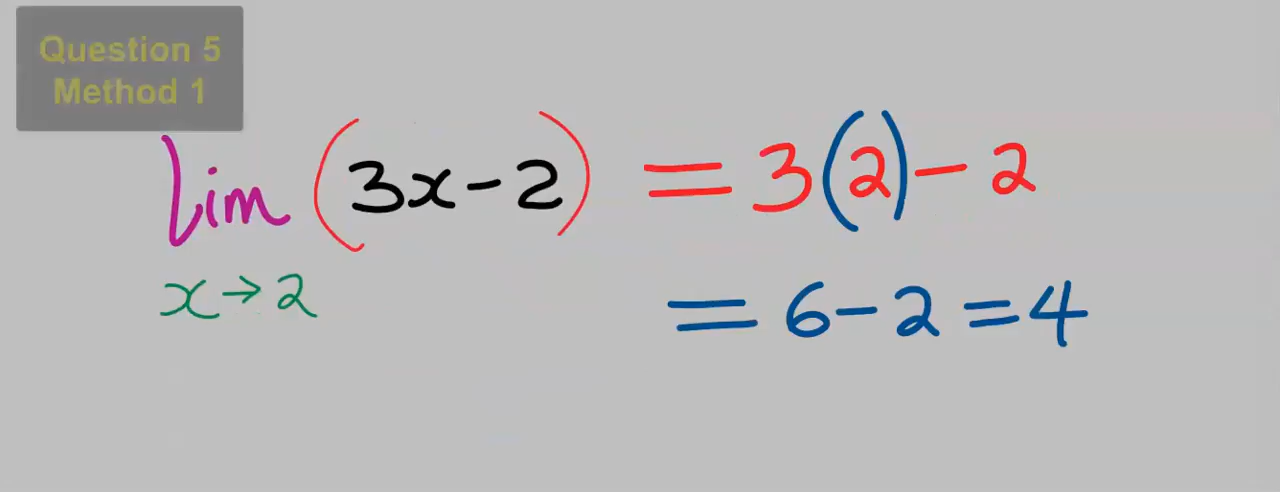 Question 5
Method 1
lim (3x-2) = 3(2)-2
x→2
= 6-2=4